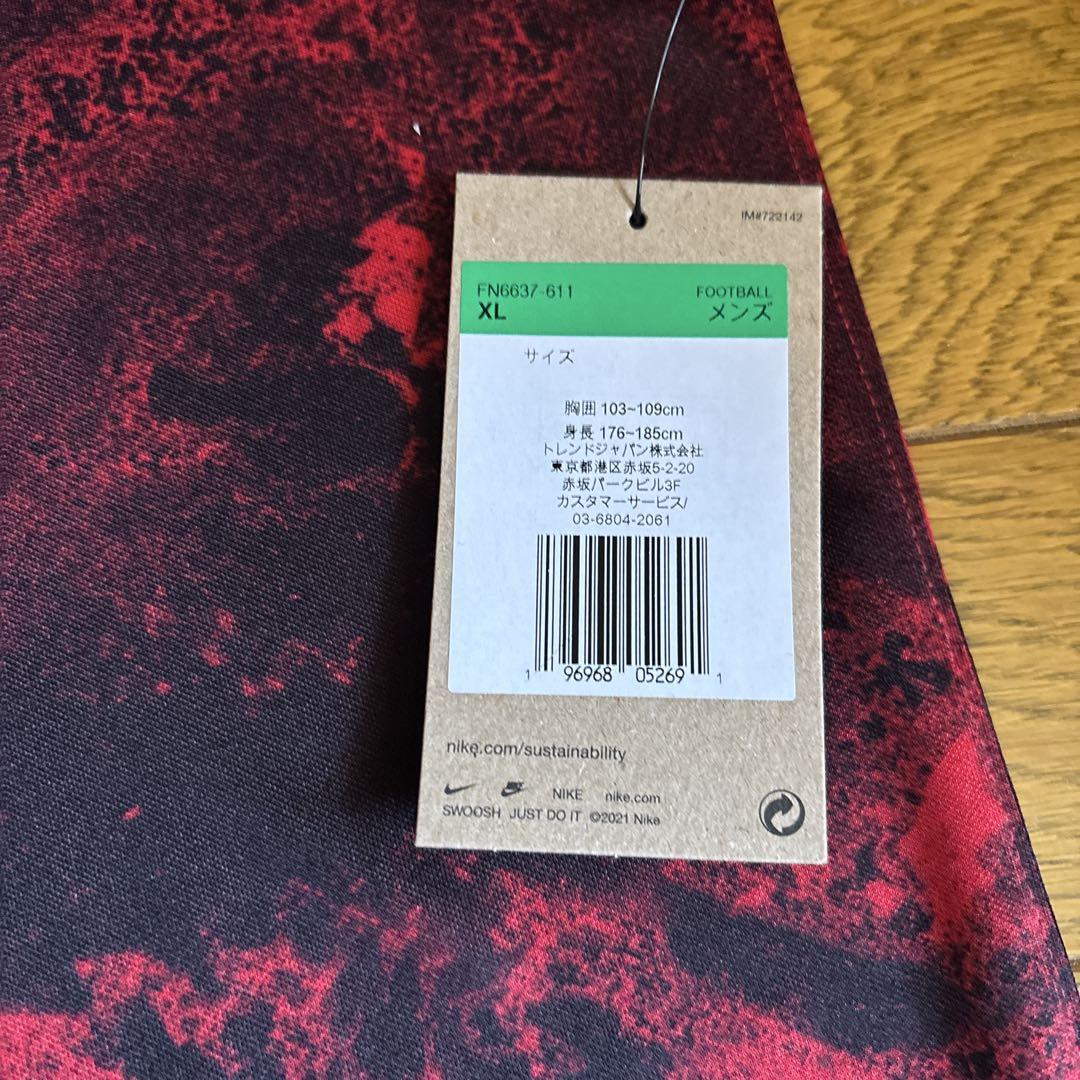 IM#722142
FN6637-611 FOOTBALL
XL メンズ
サイズ
胸囲 103~109cm
身長 176~185cm
トレンドジャパン株式会社
東京都港区赤坂5-2-20
赤坂パークビル3F
カスタマーサービス/
03-6804-2061
1 96968 05269 1
nike.com/sustainability
NIKE nike.com
SWOOSH JUST DO IT ©2021 Nike